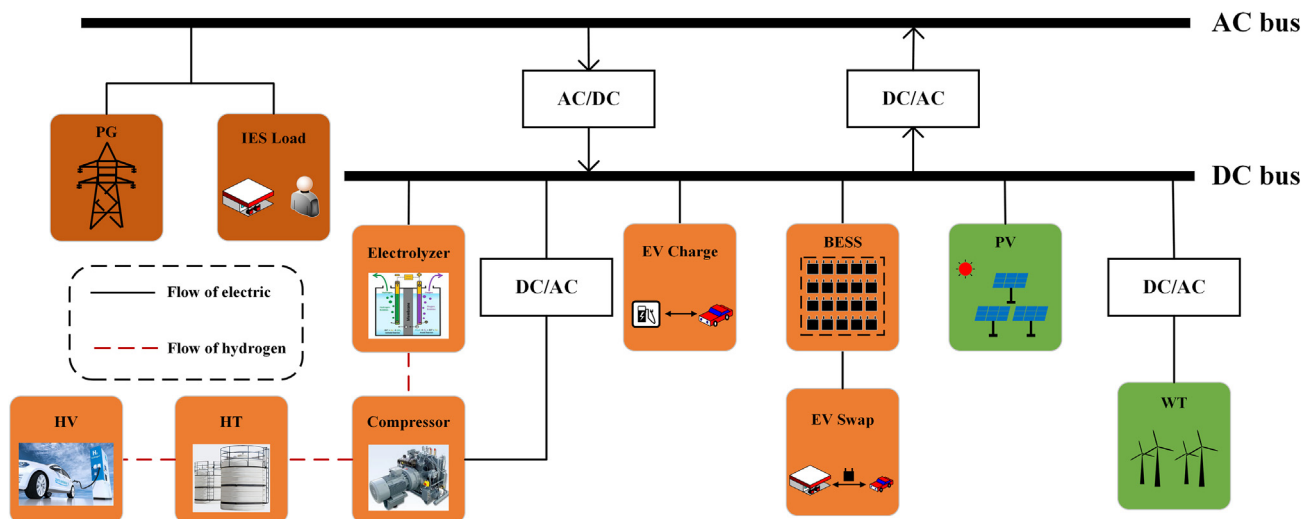 AC bus
AC/DC
DC/AC
PG
IES Load
DC bus
Electrolyzer
DC/AC
EV Charge
BESS
PV
DC/AC
Flow of electric
Flow of hydrogen
HV
HT
Compressor
EV Swap
WT